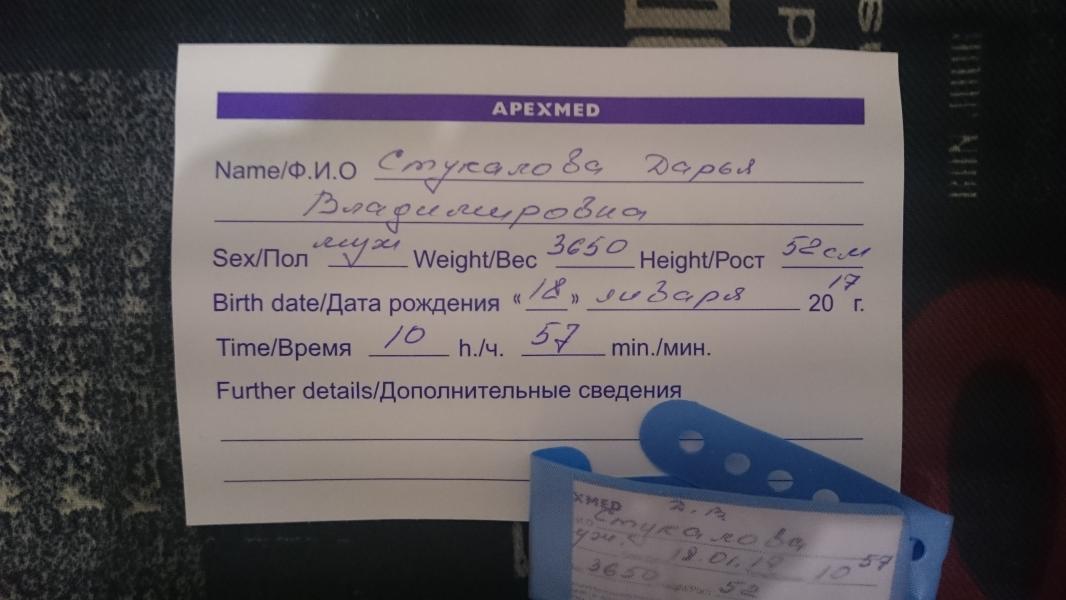 APEXMED
Name/Ф.И.О Стукалова Дарья
Владимировна
Sex/Пол муж Weight/Вес 3650 Height/Рост 52см
Birth date/Дата рождения «18» января 2017 г.
Time/Время 10 h./ч. 57 min./мин.
Further details/Дополнительные сведения
XMED Д.В.
Стукалова
18.01.17 10 57
3650 52